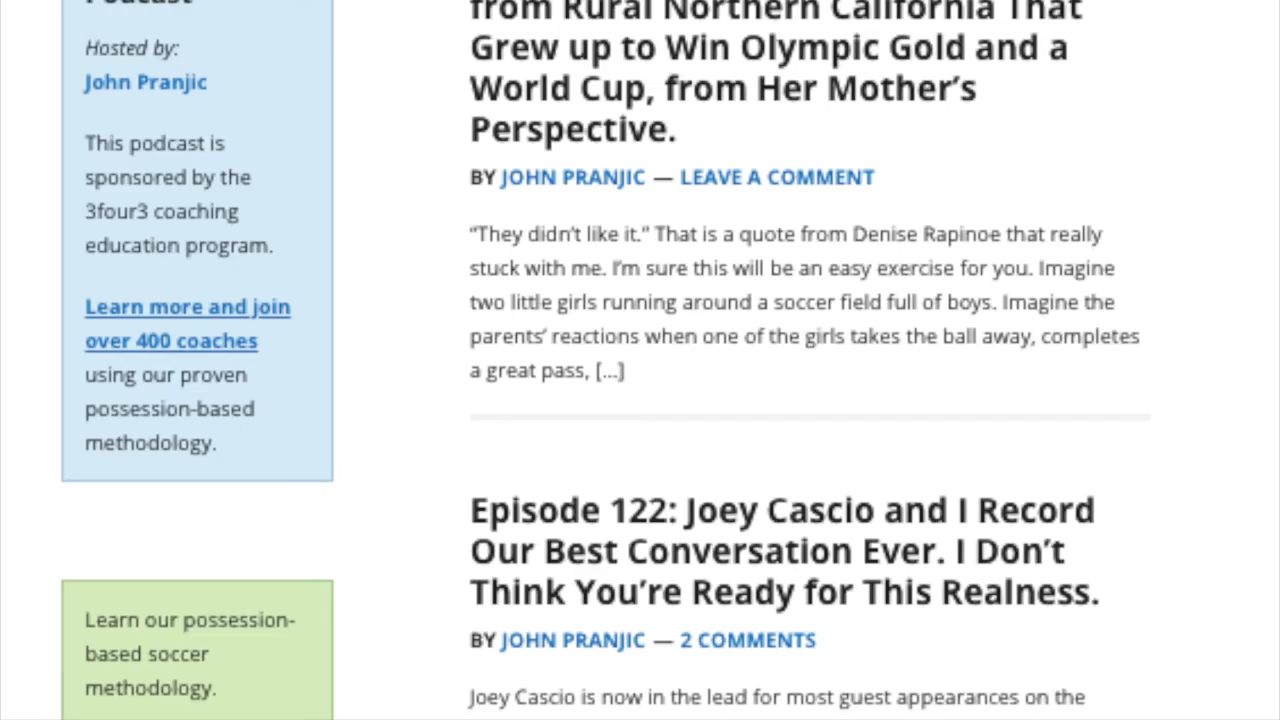 Podcast
Hosted by:
John Pranjic
This podcast is
sponsored by the
3four3 coaching
education program.
Learn more and join
over 400 coaches
using our proven
possession-based
methodology.
Learn our possession-
based soccer
methodology.
from Rural Northern California That
Grew up to Win Olympic Gold and a
World Cup, from Her Mother’s
Perspective.
BY JOHN PRANJIC — LEAVE A COMMENT
“They didn’t like it.” That is a quote from Denise Rapinoe that really
stuck with me. I’m sure this will be an easy exercise for you. Imagine
two little girls running around a soccer field full of boys. Imagine the
parents’ reactions when one of the girls takes the ball away, completes
a great pass, […]
Episode 122: Joey Cascio and I Record
Our Best Conversation Ever. I Don’t
Think You’re Ready for This Realness.
BY JOHN PRANJIC — 2 COMMENTS
Joey Cascio is now in the lead for most guest appearances on the